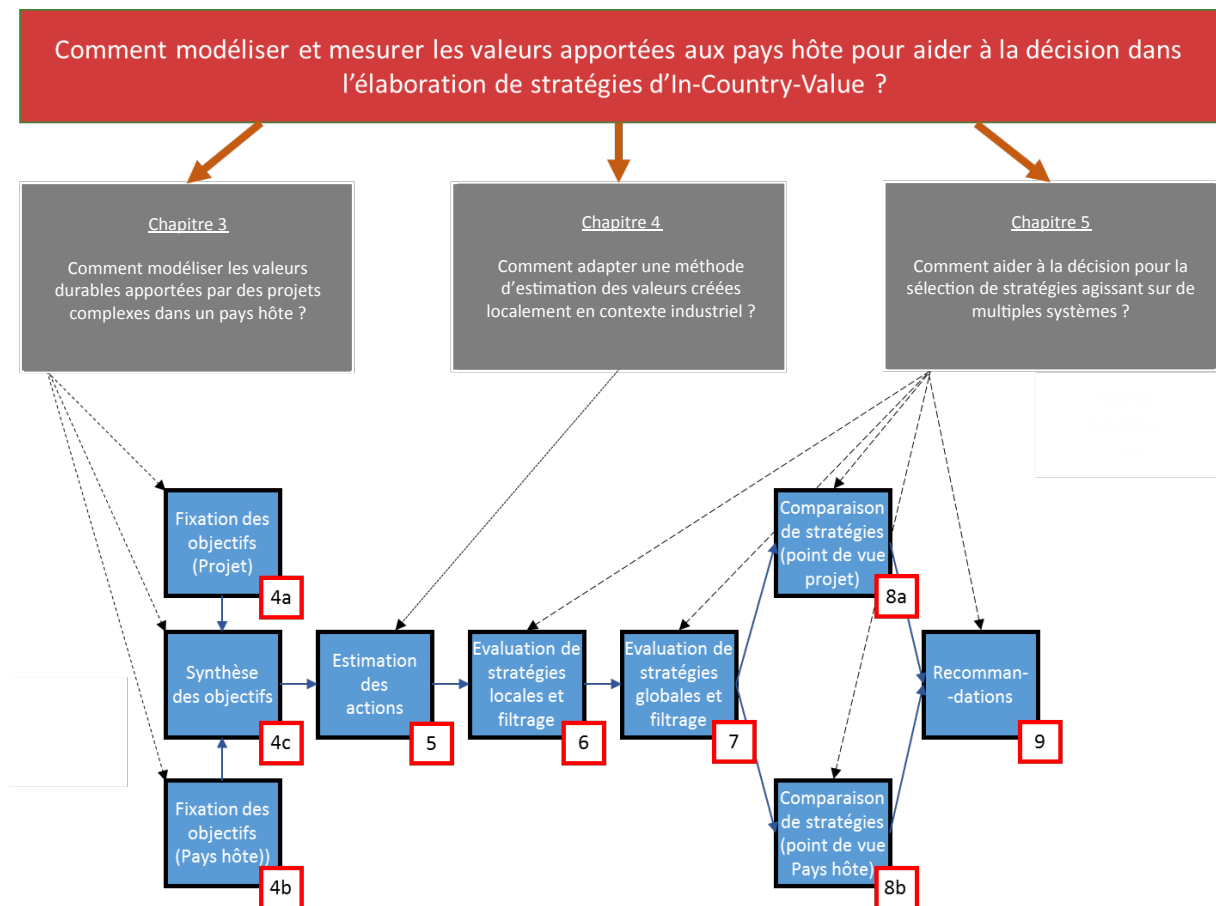 Comment modéliser et mesurer les valeurs apportées aux pays hôte pour aider à la décision dans
l'élaboration de stratégies d'In-Country-Value ?
Chapitre 3
Comment modéliser les valeurs
durables apportées par des projets
complexes dans un pays hôte ?
Chapitre 4
Comment adapter une méthode
d'estimation des valeurs créées
localement en contexte industriel ?
Chapitre 5
Comment aider à la décision pour la
sélection de stratégies agissant sur de
multiples systèmes ?
Fixation des
objectifs
(Projet)
4a
Synthèse
des objectifs
4c
Fixation des
objectifs
(Pays hôte))
4b
Estimation
des
actions
5
Evaluation de
stratégies
locales et
filtrage
6
Evaluation de
stratégies
globales et
filtrage
7
Comparaison
de stratégies
(point de vue
projet)
8a
Comparaison
de stratégies
(point de vue
Pays hôte)
8b
Recomman-
-dations
9